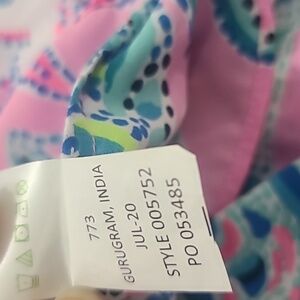 773
GURUGRAM, INDIA
JUL-20
STYLE 005752
PO 053485